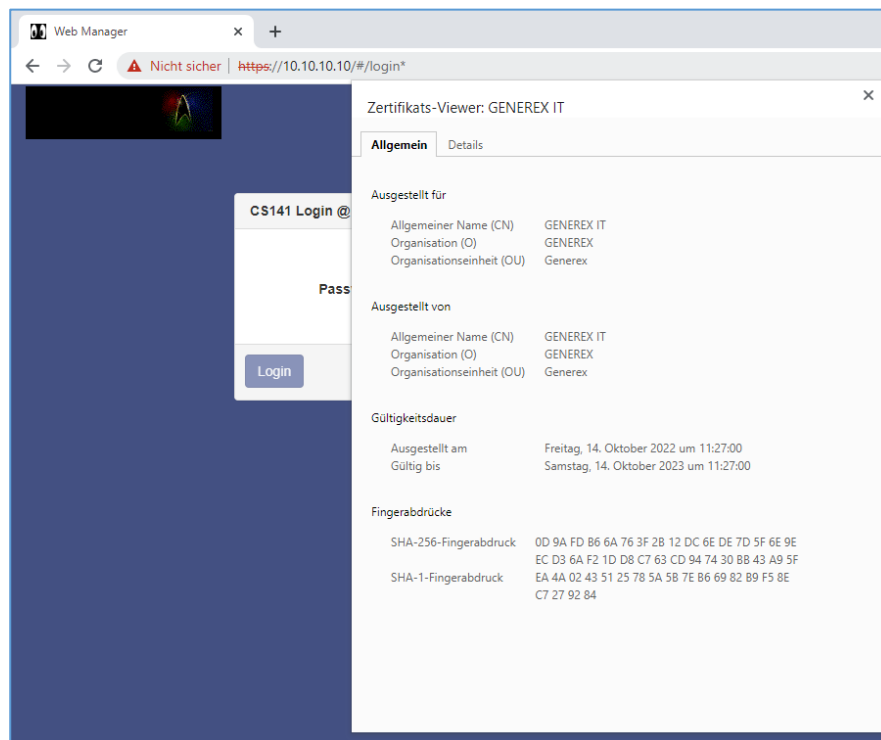 Web Manager
Nicht sicher | https://10.10.10.10/#/login*
Zertifikats-Viewer: GENEREX IT
Allgemein Details
CS141 Login @
Pass
Login
Ausgestellt für
Allgemeiner Name (CN) GENEREX IT
Organisation (O) GENEREX
Organisationseinheit (OU) Generex
Ausgestellt von
Allgemeiner Name (CN) GENEREX IT
Organisation (O) GENEREX
Organisationseinheit (OU) Generex
Gültigkeitsdauer
Ausgestellt am Freitag, 14. Oktober 2022 um 11:27:00
Gültig bis Samstag, 14. Oktober 2023 um 11:27:00
Fingerabdrücke
SHA-256-Fingerabdruck 0D 9A FD B6 6A 76 3F 2B 12 DC 6E DE 7D 5F 6E 9E
EC D3 6A F2 1D D8 C7 63 CD 94 74 30 BB 43 A9 5F
SHA-1-Fingerabdruck EA 4A 02 43 51 25 78 5A 5B 7E B6 69 82 B9 F5 8E
C7 27 92 84